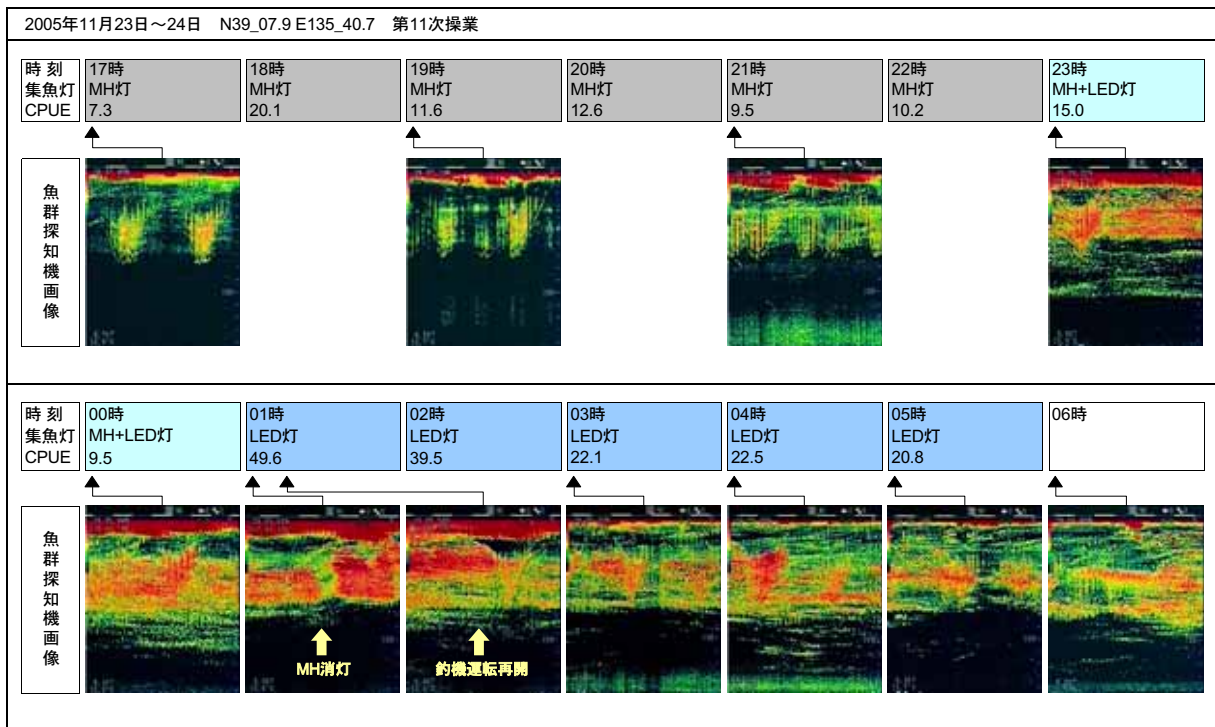 2005年11月23日～24日 N39_07.9 E135_40.7 第11次操業
時刻 17時 18時 19時 20時 21時 22時 23時
集魚灯 MH灯 MH灯 MH灯 MH灯 MH灯 MH灯 MH+LED灯
CPUE 7.3 20.1 11.6 12.6 9.5 10.2 15.0
魚群探知機画像
時刻 00時 01時 02時 03時 04時 05時 06時
集魚灯 MH+LED灯 LED灯 LED灯 LED灯 LED灯 LED灯
CPUE 9.5 49.6 39.5 22.1 22.5 20.8
魚群探知機画像
MH消灯 釣機運転再開